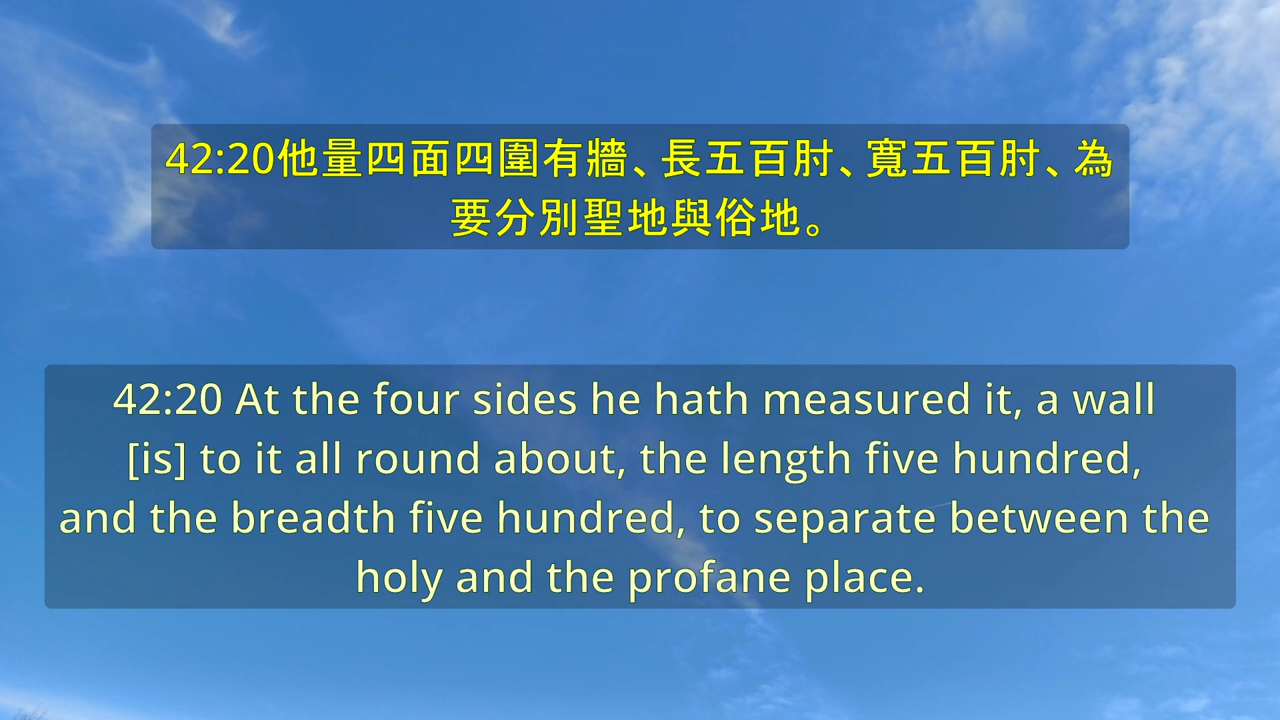 42:20他量四面四圍有牆、長五百肘、寬五百肘、為
要分別聖地與俗地。
42:20 At the four sides he hath measured it, a wall
[is] to it all round about, the length five hundred,
and the breadth five hundred, to separate between the
holy and the profane place.